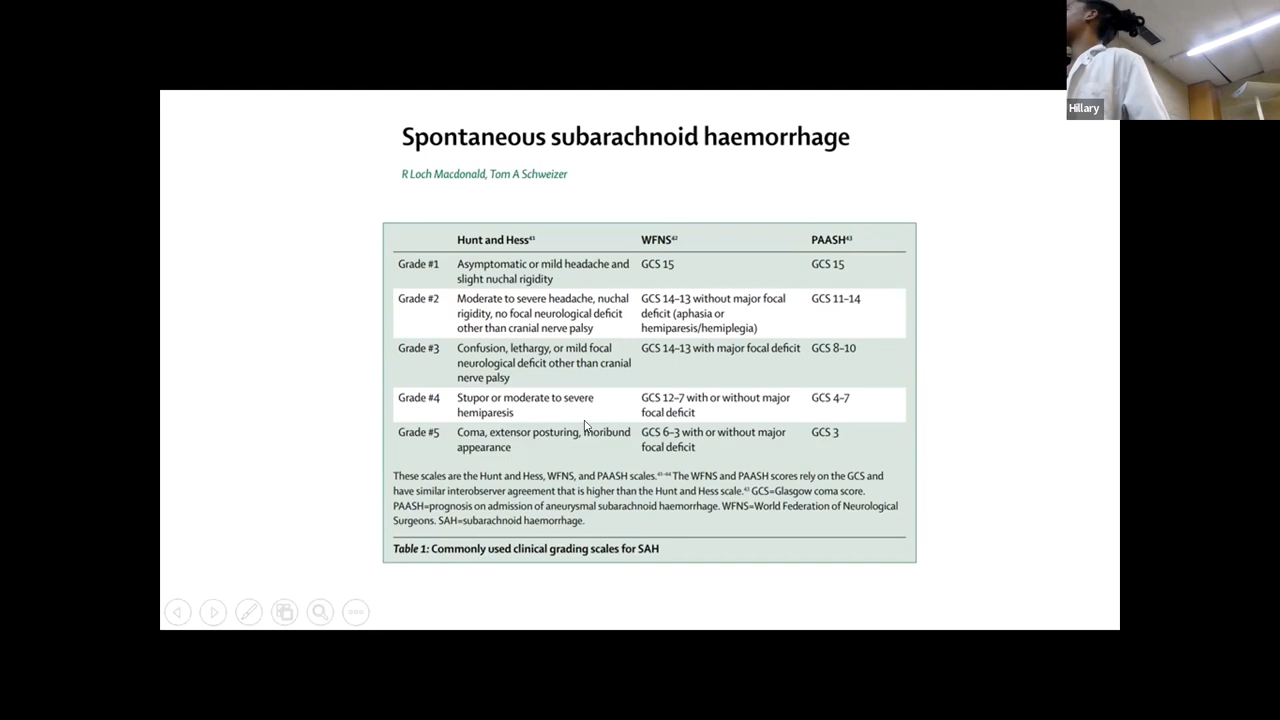 Hillary
Spontaneous subarachnoid haemorrhage
R Loch Macdonald, Tom A Schweizer
Hunt and Hess⁴¹ WFNS⁴² PAASH⁴³
Grade #1 Asymptomatic or mild headache and GCS 15 GCS 15
slight nuchal rigidity
Grade #2 Moderate to severe headache, nuchal GCS 14–13 without major focal GCS 11–14
rigidity, no focal neurological deficit deficit (aphasia or
other than cranial nerve palsy hemiparesis/hemiplegia)
Grade #3 Confusion, lethargy, or mild focal GCS 14–13 with major focal deficit GCS 8–10
neurological deficit other than cranial
nerve palsy
Grade #4 Stupor or moderate to severe GCS 12–7 with or without major GCS 4–7
hemiparesis focal deficit
Grade #5 Coma, extensor posturing, moribund GCS 6–3 with or without major GCS 3
appearance focal deficit
These scales are the Hunt and Hess, WFNS, and PAASH scales.⁴¹⁻⁴⁴ The WFNS and PAASH scores rely on the GCS and
have similar interobserver agreement that is higher than the Hunt and Hess scale.⁴³ GCS=Glasgow coma score.
PAASH=prognosis on admission of aneurysmal subarachnoid haemorrhage. WFNS=World Federation of Neurological
Surgeons. SAH=subarachnoid haemorrhage.
Table 1: Commonly used clinical grading scales for SAH